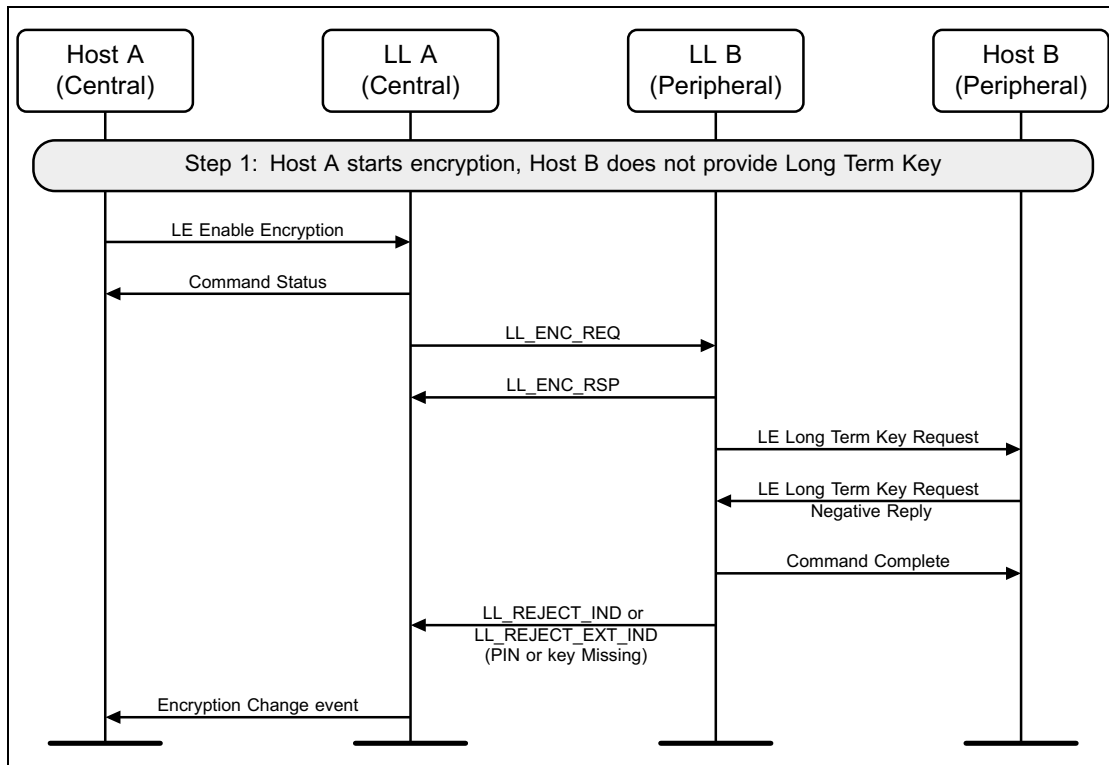 Host A
(Central)
LL A
(Central)
LL B
(Peripheral)
Host B
(Peripheral)
Step 1: Host A starts encryption, Host B does not provide Long Term Key
LE Enable Encryption
Command Status
LL_ENC_REQ
LL_ENC_RSP
LE Long Term Key Request
LE Long Term Key Request
Negative Reply
Command Complete
LL_REJECT_IND or
LL_REJECT_EXT_IND
(PIN or key Missing)
Encryption Change event